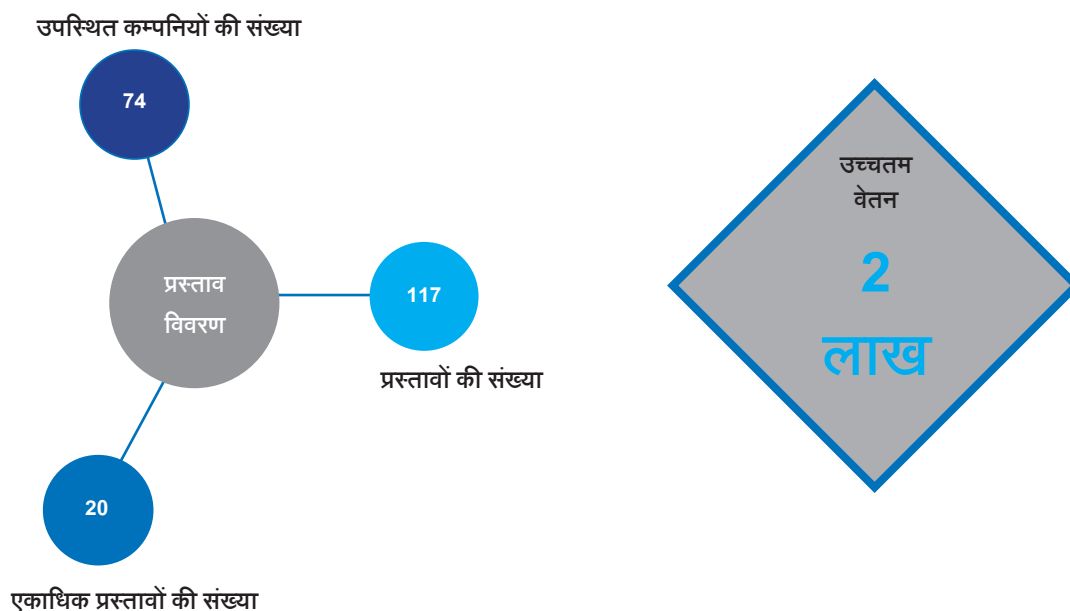 उपस्थित कम्पनियों की संख्या
74
प्रस्ताव
विवरण
117
प्रस्तावों की संख्या
20
एकाधिक प्रस्तावों की संख्या
उच्चतम
वेतन
2
लाख